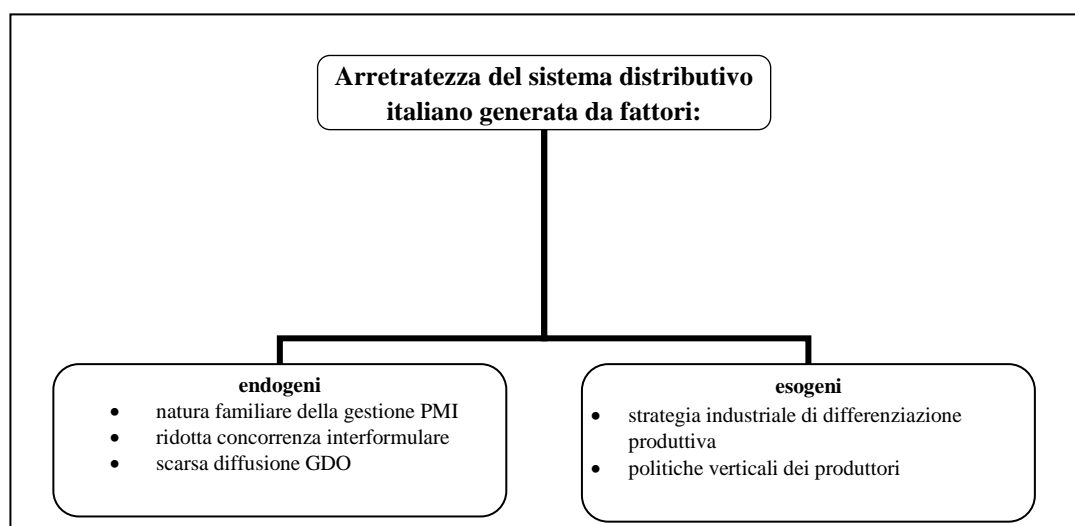 Arretratezza del sistema distributivo
italiano generata da fattori:
endogeni
• natura familiare della gestione PMI
• ridotta concorrenza interformulare
• scarsa diffusione GDO
esogeni
• strategia industriale di differenziazione
produttiva
• politiche verticali dei produttori